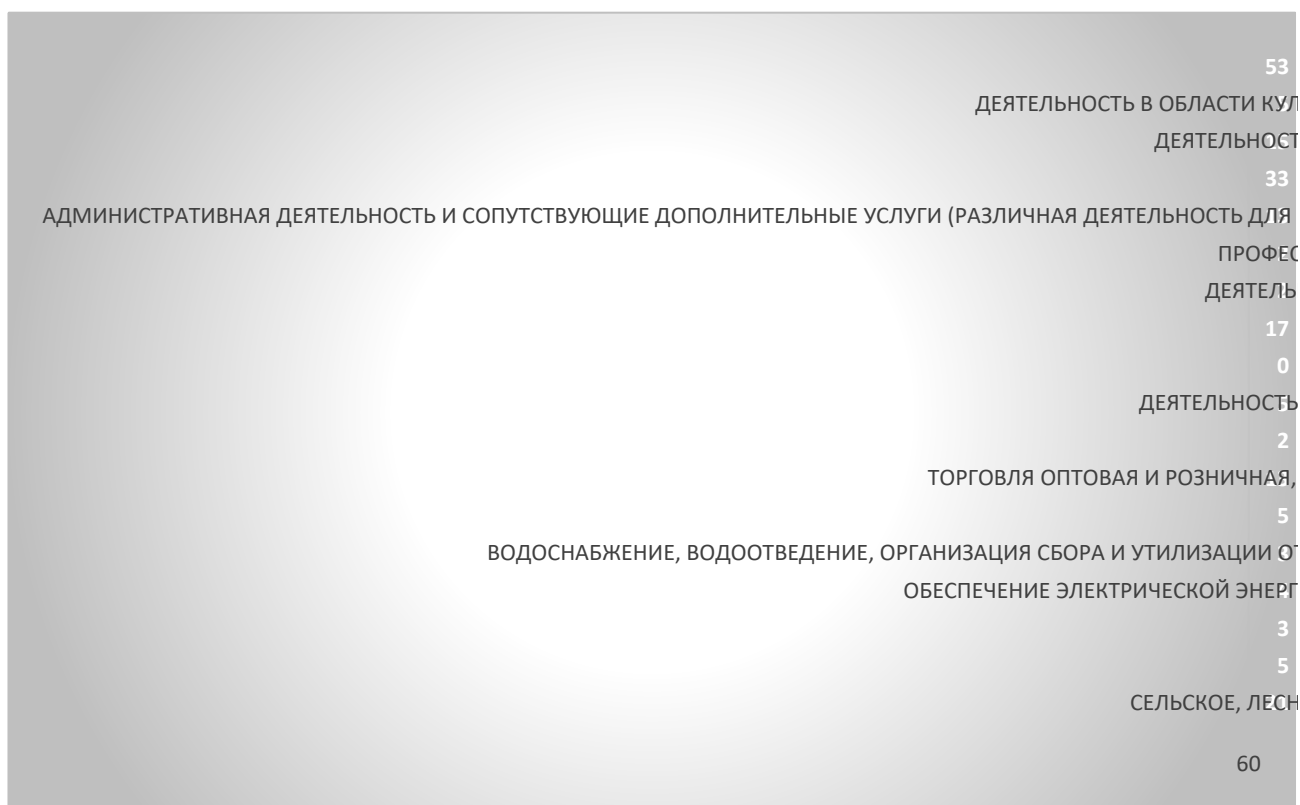 53
ДЕЯТЕЛЬНОСТЬ В ОБЛАСТИ КУЛ
ДЕЯТЕЛЬНОСТ
33
АДМИНИСТРАТИВНАЯ ДЕЯТЕЛЬНОСТЬ И СОПУТСТВУЮЩИЕ ДОПОЛНИТЕЛЬНЫЕ УСЛУГИ (РАЗЛИЧНАЯ ДЕЯТЕЛЬНОСТЬ ДЛЯ
ПРОФЕС
ДЕЯТЕЛЬ
17
0
ДЕЯТЕЛЬНОСТЬ
2
ТОРГОВЛЯ ОПТОВАЯ И РОЗНИЧНАЯ,
5
ВОДОСНАБЖЕНИЕ, ВОДООТВЕДЕНИЕ, ОРГАНИЗАЦИЯ СБОРА И УТИЛИЗАЦИИ ОТ
ОБЕСПЕЧЕНИЕ ЭЛЕКТРИЧЕСКОЙ ЭНЕРГ
3
5
СЕЛЬСКОЕ, ЛЕСН
60